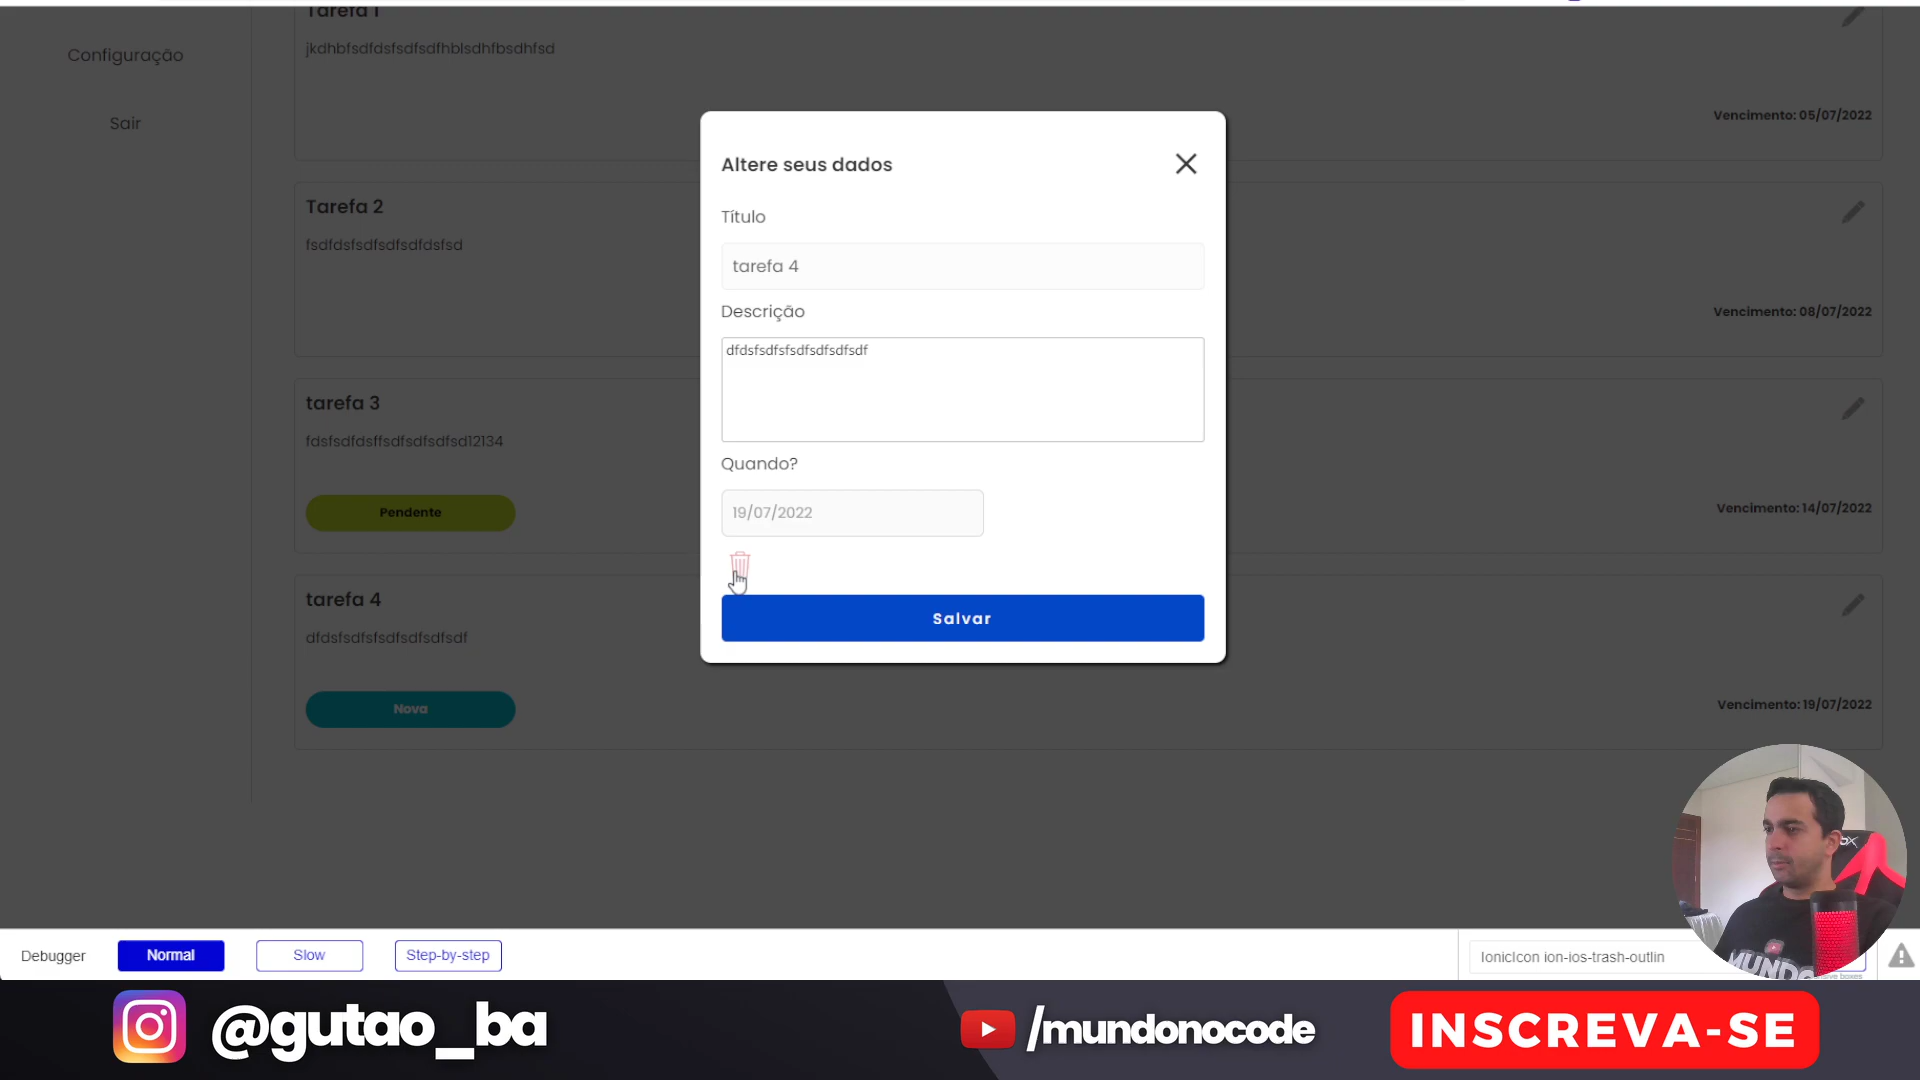 Configuração
Sair
Tarefa 1
jkdhbfsdfdsfsdfsdfhblsdhfbsdhfsd
Vencimento: 05/07/2022
Tarefa 2
fsdfdsfsdfsdfsdfdsfsd
Vencimento: 08/07/2022
tarefa 3
fdsfsdfdsffsdfsdfsdfsd12134
Pendente
Vencimento: 14/07/2022
tarefa 4
dfdsfsdfsfsdfsdfsdfsdf
Nova
Vencimento: 19/07/2022
Altere seus dados
Título
tarefa 4
Descrição
dfdsfsdfsfsdfsdfsdfsdf
Quando?
19/07/2022
Salvar
Debugger
Normal
Slow
Step-by-step
IonicIcon ion-ios-trash-outlin
MUNDO
@gutao_ba
/mundonocode
INSCREVA-SE